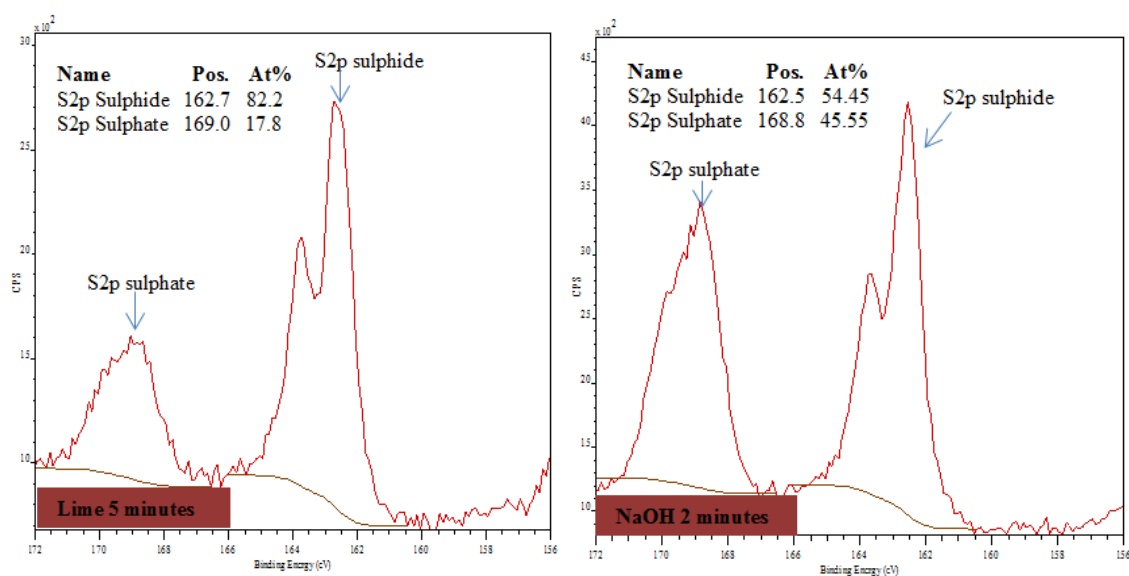 x 10²
30
25
20
15
10
CPS
Name Pos. At%
S2p Sulphide 162.7 82.2
S2p Sulphate 169.0 17.8
S2p sulphide
S2p sulphate
Lime 5 minutes
172 170 168 166 164 162 160 158 156
Binding Energy (eV)
x 10²
45
40
35
30
25
20
15
10
CPS
Name Pos. At%
S2p Sulphide 162.5 54.45
S2p Sulphate 168.8 45.55
S2p sulphide
S2p sulphate
NaOH 2 minutes
172 170 168 166 164 162 160 158 156
Binding Energy (eV)